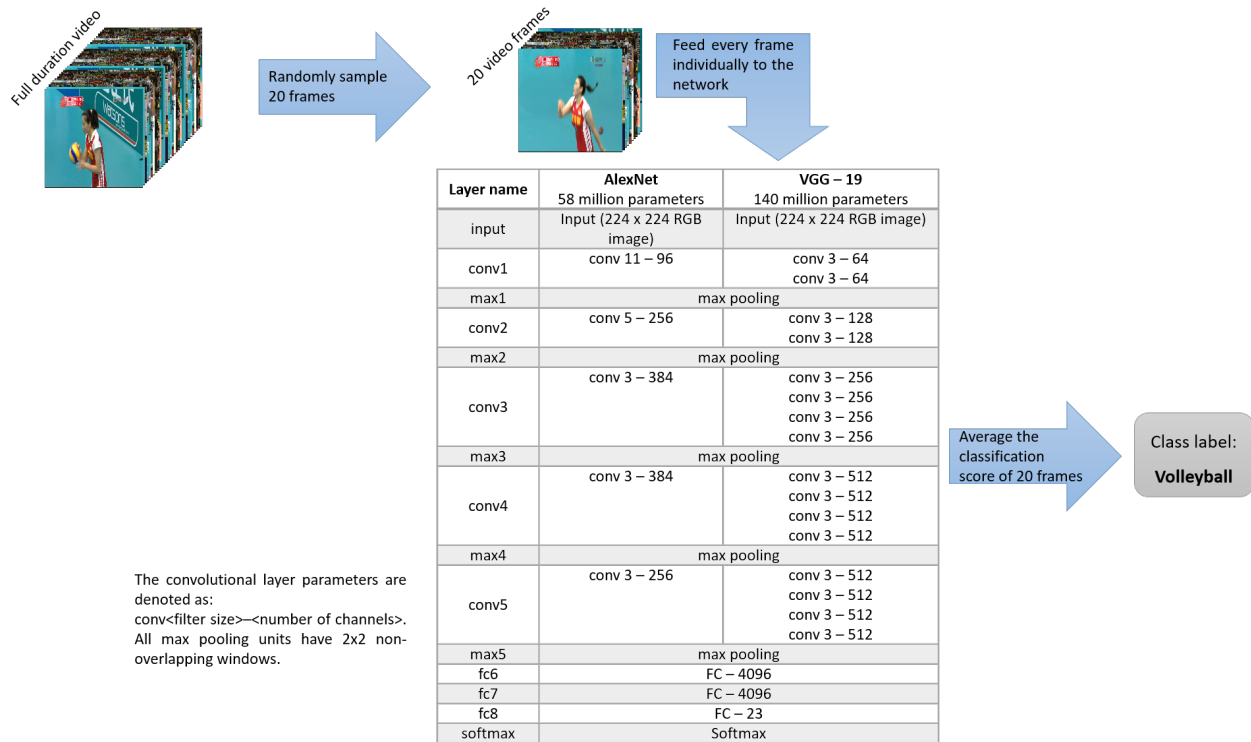 Full duration video
Randomly sample
20 frames
20 video frames
Feed every frame
individually to the
network
Layer name
AlexNet
58 million parameters
VGG – 19
140 million parameters
input
Input (224 x 224 RGB
image)
Input (224 x 224 RGB image)
conv1
conv 11 – 96
conv 3 – 64
conv 3 – 64
max1
max pooling
conv2
conv 5 – 256
conv 3 – 128
conv 3 – 128
max2
max pooling
conv3
conv 3 – 384
conv 3 – 256
conv 3 – 256
conv 3 – 256
conv 3 – 256
max3
max pooling
conv4
conv 3 – 384
conv 3 – 512
conv 3 – 512
conv 3 – 512
conv 3 – 512
max4
max pooling
conv5
conv 3 – 256
conv 3 – 512
conv 3 – 512
conv 3 – 512
conv 3 – 512
max5
max pooling
fc6
FC – 4096
fc7
FC – 4096
fc8
FC – 23
softmax
Softmax
Average the
classification
score of 20 frames
Class label:
Volleyball
The convolutional layer parameters are
denoted as:
conv<filter size>–<number of channels>.
All max pooling units have 2x2 non-
overlapping windows.
watsons